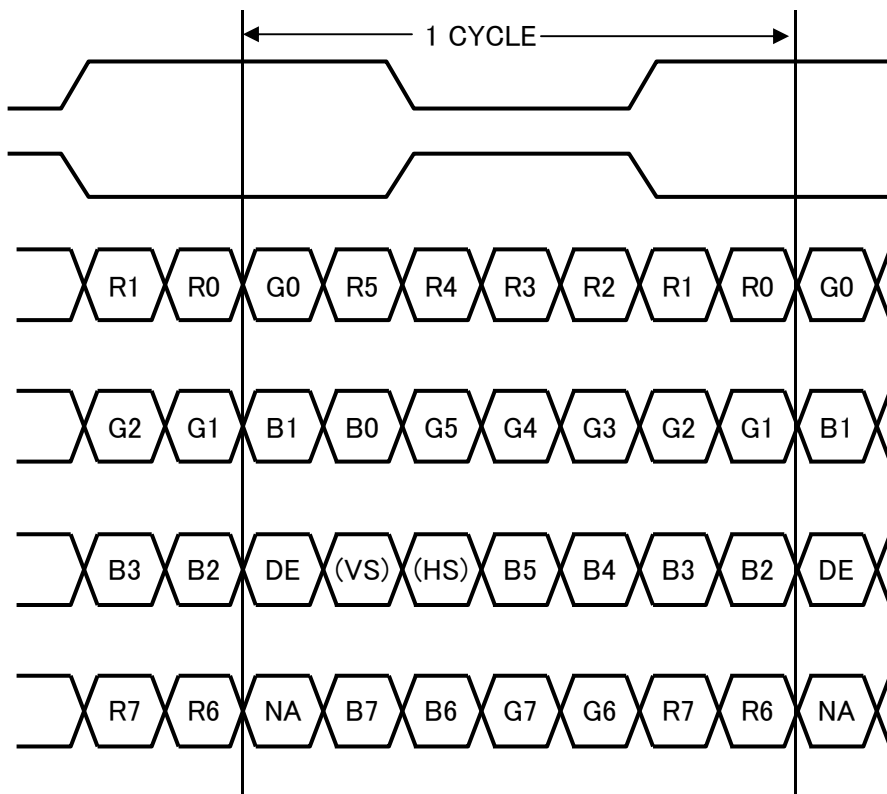 1 CYCLE
R1 R0 G0 R5 R4 R3 R2 R1 R0 G0
G2 G1 B1 B0 G5 G4 G3 G2 G1 B1
B3 B2 DE (VS) (HS) B5 B4 B3 B2 DE
R7 R6 NA B7 B6 G7 G6 R7 R6 NA